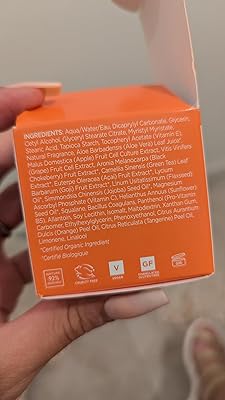 INGREDIENTS: Aqua/Water/Eau, Dicaprylyl Carbonate, Glycerin,
Cetyl Alcohol, Glyceryl Stearate Citrate, Myristyl Myristate,
Stearic Acid, Tapioca Starch, Tocopheryl Acetate (Vitamin E),
Natural Fragrance, Aloe Barbadensis (Aloe Vera) Leaf Juice*,
Malus Domestica (Apple) Fruit Cell Culture Extract, Vitis Vinifera
(Grape) Fruit Cell Extract, Aronia Melanocarpa (Black
Chokeberry) Fruit Extract*, Camellia Sinensis (Green Tea) Leaf
Extract*, Euterpe Oleracea (Açai) Fruit Extract*, Lycium
Barbarum (Goji) Fruit Extract*, Linum Usitatissimum (Flaxseed)
Oil*, Simmondsia Chinensis (Jojoba) Seed Oil*, Magnesium
Ascorbyl Phosphate (Vitamin C), Helianthus Annuus (Sunflower)
Seed Oil*, Squalane, Bacillus Coagulans, Panthenol (Pro-Vitamin
B5), Allantoin, Soy Lecithin, Isomalt, Maltodextrin, Xanthan Gum,
Carbomer, Ethylhexylglycerin, Phenoxyethanol, Citrus Aurantium
Dulcis (Orange) Peel Oil, Citrus Reticulata (Tangerine) Peel Oil,
Limonene, Linalool
*Certified Organic Ingredient
*Certifié Biologique
92%
CRUELTY FREE
V
VEGAN
GF